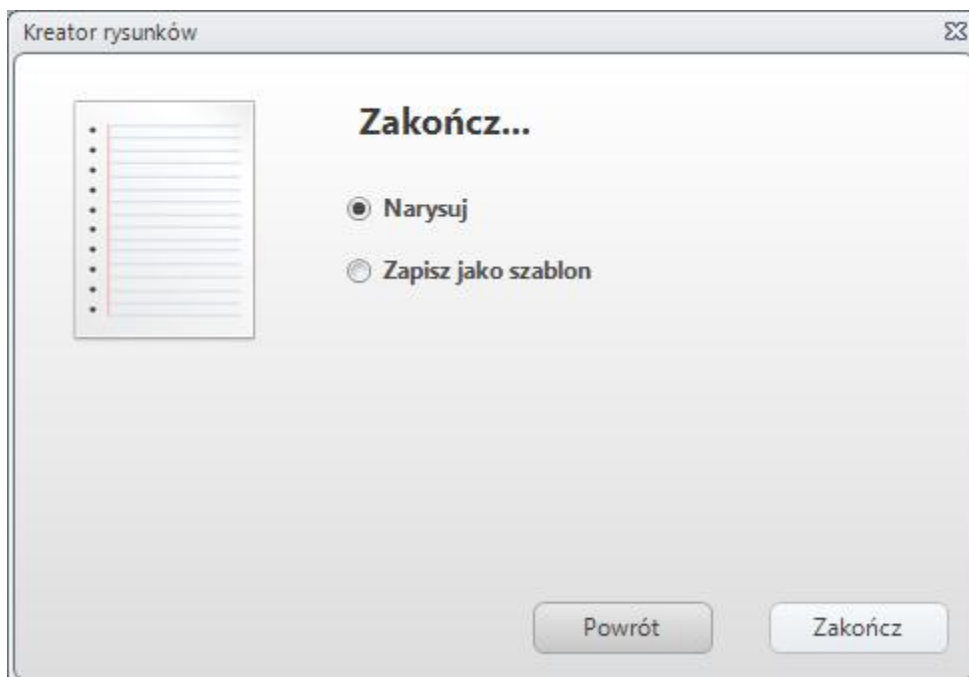 Kreator rysunków
Zakończ...
Narysuj
Zapisz jako szablon
Powrót
Zakończ